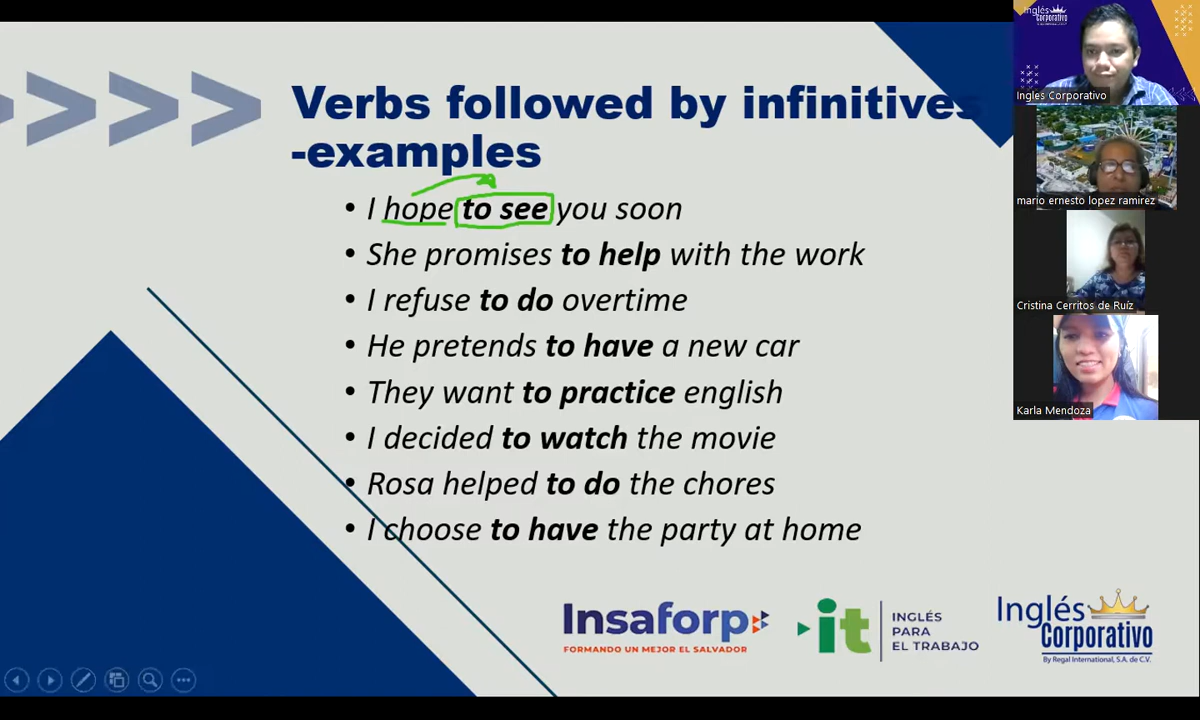 Verbs followed by infinitives
-examples
• I hope to see you soon
• She promises to help with the work
• I refuse to do overtime
• He pretends to have a new car
• They want to practice english
• I decided to watch the movie
• Rosa helped to do the chores
• I choose to have the party at home
Insaforp
FORMANDO UN MEJOR EL SALVADOR
it
INGLÉS
PARA
EL TRABAJO
Inglés
Corporativo
By Regal International, S.A. de C.V.
Inglés
Corporativo
Inglés Corporativo
mario ernesto lopez ramirez
Cristina Cerritos de Ruíz
Karla Mendoza